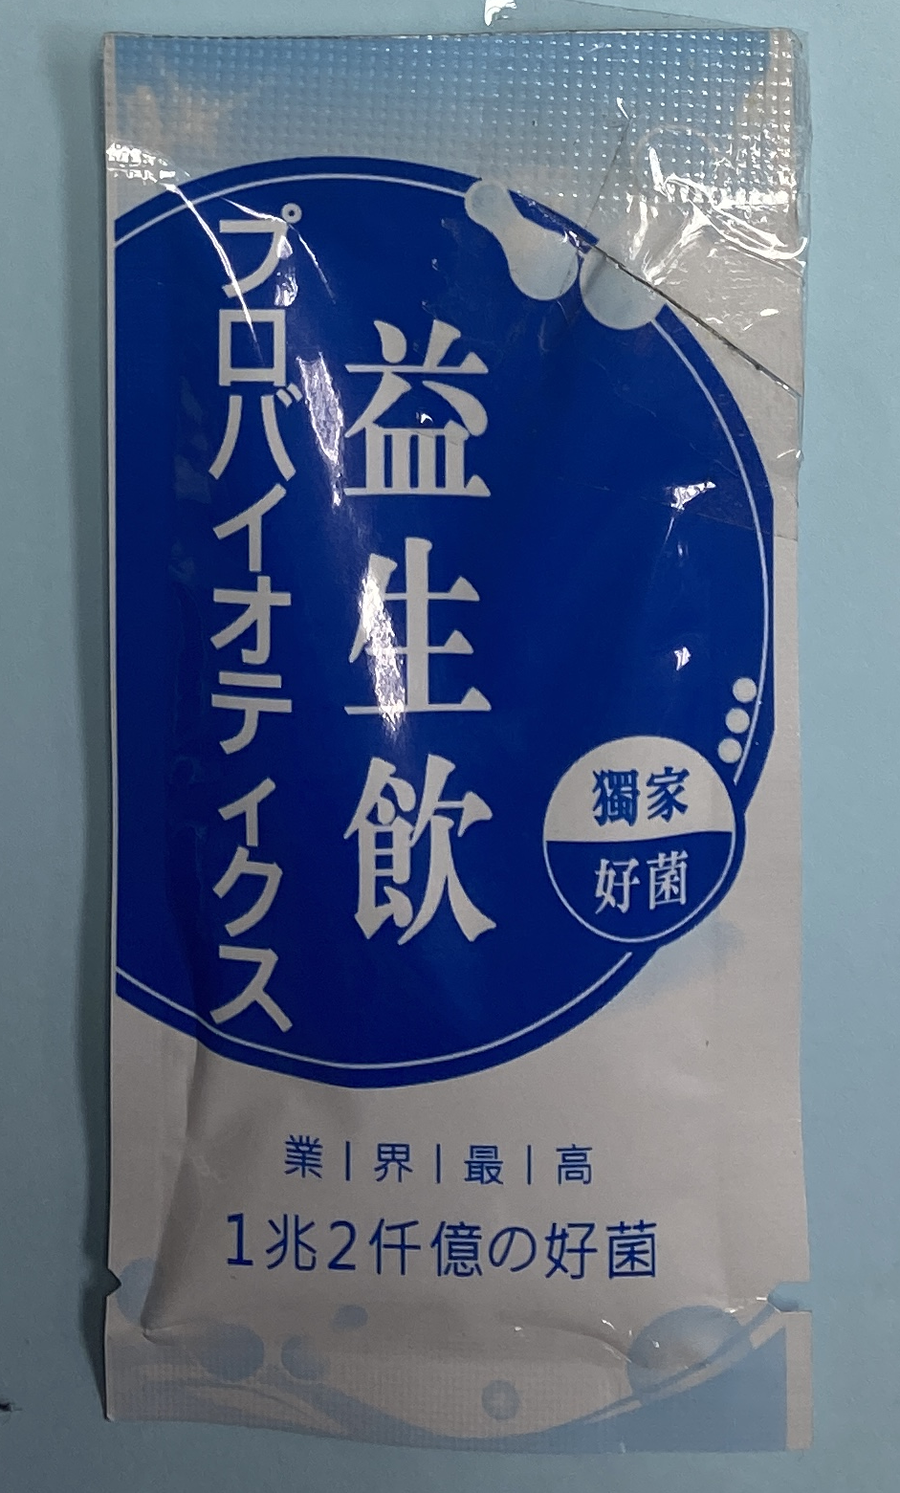 益生飲
プロバイオティクス
獨家
好菌
業|界|最|高
1兆2仟億の好菌